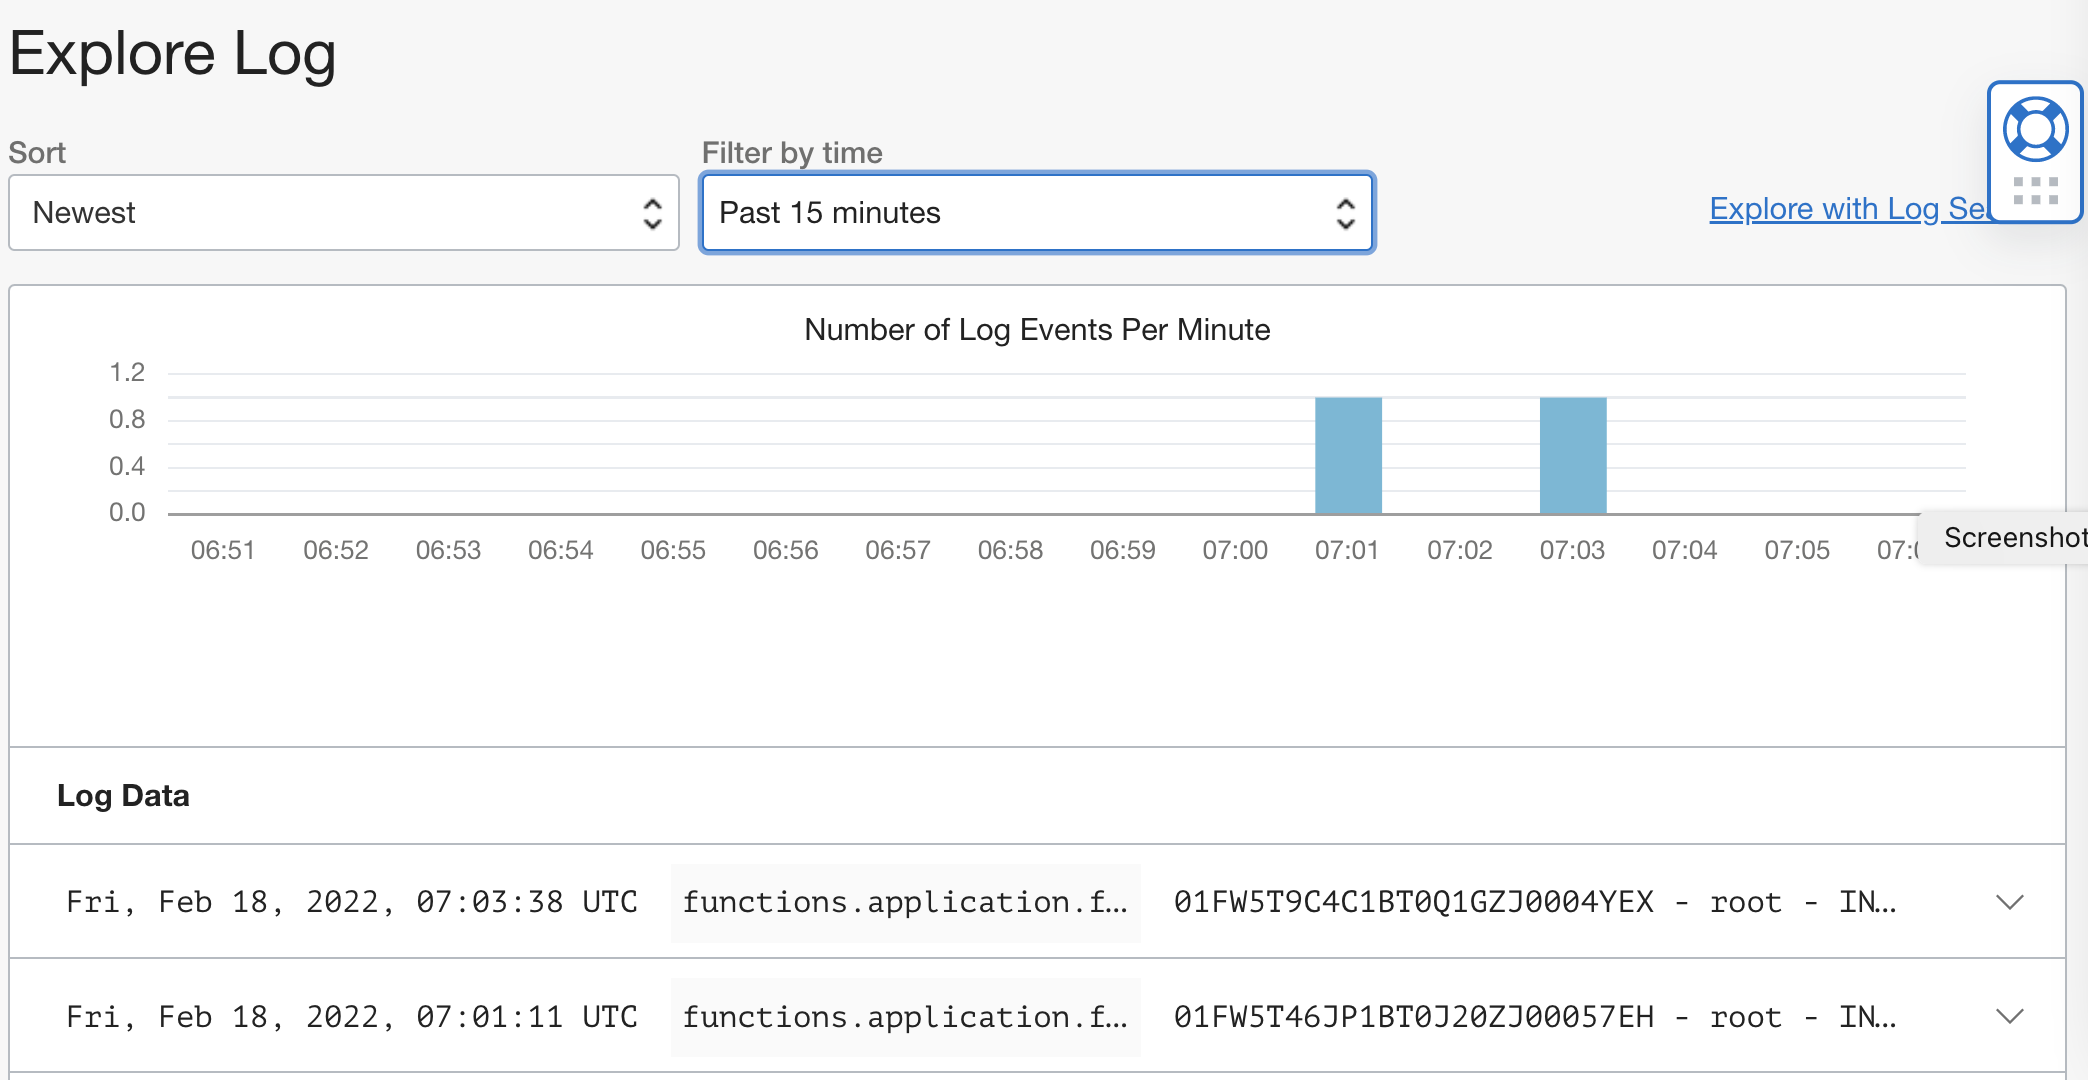 Explore Log
Sort
Filter by time
Newest
Past 15 minutes
Explore with Log Sea
Number of Log Events Per Minute
1.2
0.8
0.4
0.0
06:51 06:52 06:53 06:54 06:55 06:56 06:57 06:58 06:59 07:00 07:01 07:02 07:03 07:04 07:05 07:0
Screenshot
Log Data
Fri, Feb 18, 2022, 07:03:38 UTC functions.application.f... 01FW5T9C4C1BT0Q1GZJ0004YEX - root - IN...
Fri, Feb 18, 2022, 07:01:11 UTC functions.application.f... 01FW5T46JP1BT0J20ZJ00057EH - root - IN...